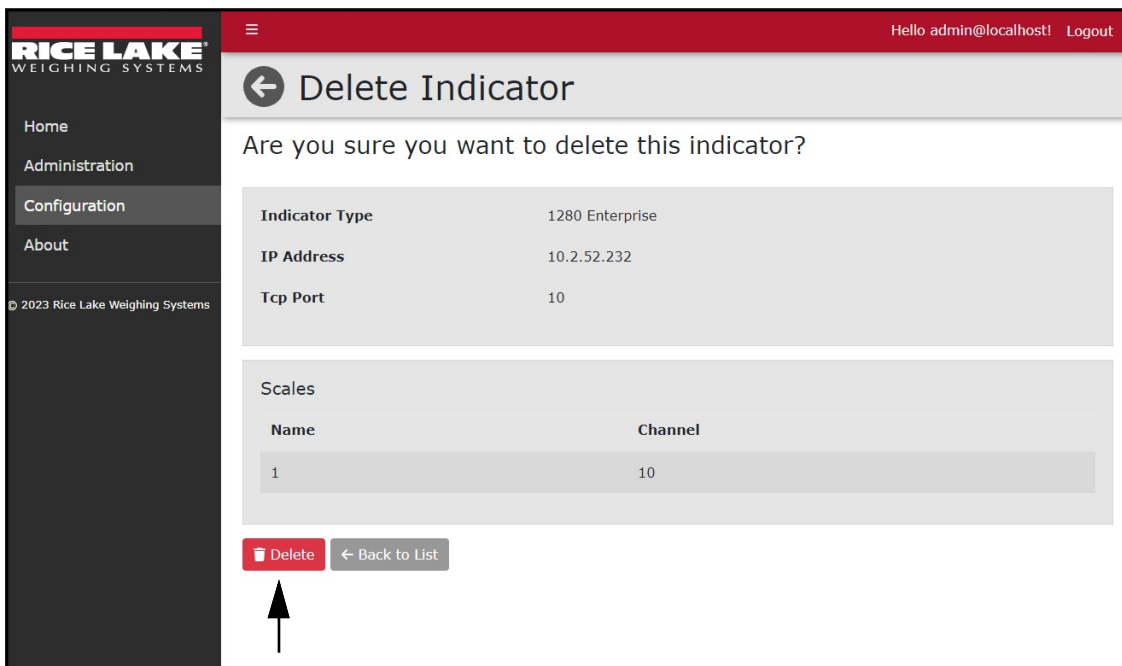 RICE LAKE
WEIGHING SYSTEMS
Home
Administration
Configuration
About
© 2023 Rice Lake Weighing Systems
Hello admin@localhost! Logout
Delete Indicator
Are you sure you want to delete this indicator?
Indicator Type 1280 Enterprise
IP Address 10.2.52.232
Tcp Port 10
Scales
Name Channel
1 10
Delete ← Back to List